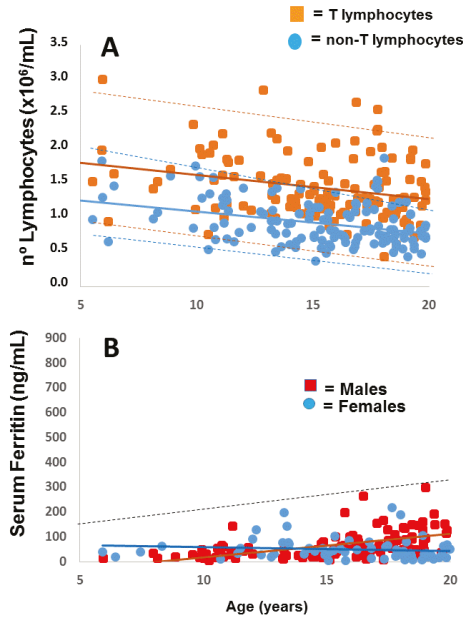 = T lymphocytes
= non-T lymphocytes
A
nº Lymphocytes (x10⁶/mL)
3.5
3.0
2.5
2.0
1.5
1.0
0.5
0.0
5 10 15 20
B
Serum Ferritin (ng/mL)
900
800
700
600
500
400
300
200
100
0
= Males
= Females
5 10 15 20
Age (years)